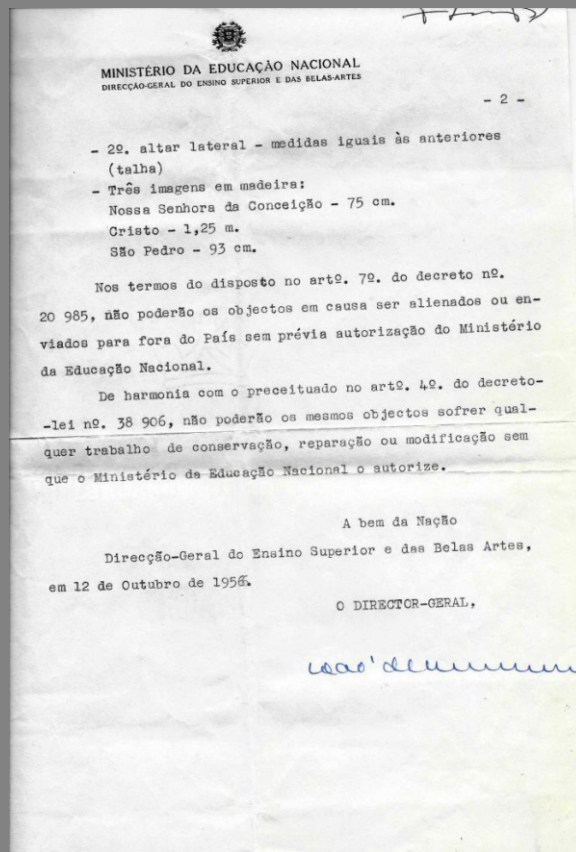 MINISTÉRIO DA EDUCAÇÃO NACIONAL
DIRECÇÃO-GERAL DO ENSINO SUPERIOR E DAS BELAS-ARTES
- 2 -
- 2º. altar lateral - medidas iguais às anteriores
(talha)
- Três imagens em madeira:
Nossa Senhora da Conceição - 75 cm.
Cristo - 1,25 m.
São Pedro - 93 cm.
Nos termos do disposto no artº. 7º. do decreto nº.
20 985, não poderão os objectos em causa ser alienados ou en-
viados para fora do País sem prévia autorização do Ministério
da Educação Nacional.
De harmonia com o preceituado no artº. 4º. do decreto-
-lei nº. 38 906, não poderão os mesmos objectos sofrer qual-
quer trabalho de conservação, reparação ou modificação sem
que o Ministério da Educação Nacional o autorize.
A bem da Nação
Direcção-Geral do Ensino Superior e das Belas Artes,
em 12 de Outubro de 1956.
O DIRECTOR-GERAL,
João de